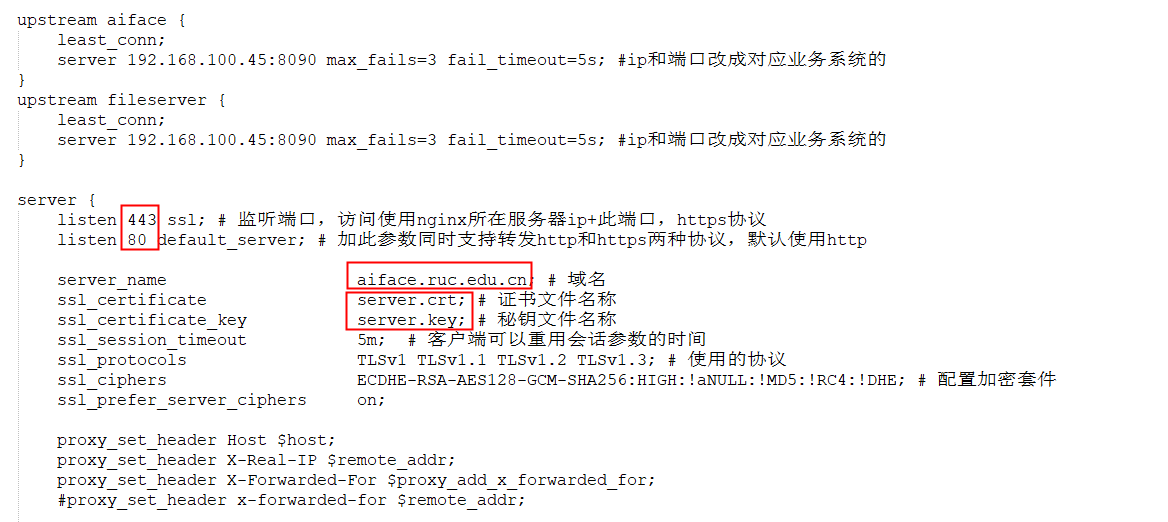 upstream aiface {
least_conn;
server 192.168.100.45:8090 max_fails=3 fail_timeout=5s; #ip和端口改成对应业务系统的
}
upstream fileserver {
least_conn;
server 192.168.100.45:8090 max_fails=3 fail_timeout=5s; #ip和端口改成对应业务系统的
}
server {
listen 443 ssl; # 监听端口，访问使用nginx所在服务器ip+此端口，https协议
listen 80 default_server; # 加此参数同时支持转发http和https两种协议，默认使用http
server_name aiface.ruc.edu.cn; # 域名
ssl_certificate server.crt; # 证书文件名称
ssl_certificate_key server.key; # 秘钥文件名称
ssl_session_timeout 5m; # 客户端可以重用会话参数的时间
ssl_protocols TLSv1 TLSv1.1 TLSv1.2 TLSv1.3; # 使用的协议
ssl_ciphers ECDHE-RSA-AES128-GCM-SHA256:HIGH:!aNULL:!MD5:!RC4:!DHE; # 配置加密套件
ssl_prefer_server_ciphers on;
proxy_set_header Host $host;
proxy_set_header X-Real-IP $remote_addr;
proxy_set_header X-Forwarded-For $proxy_add_x_forwarded_for;
#proxy_set_header x-forwarded-for $remote_addr;